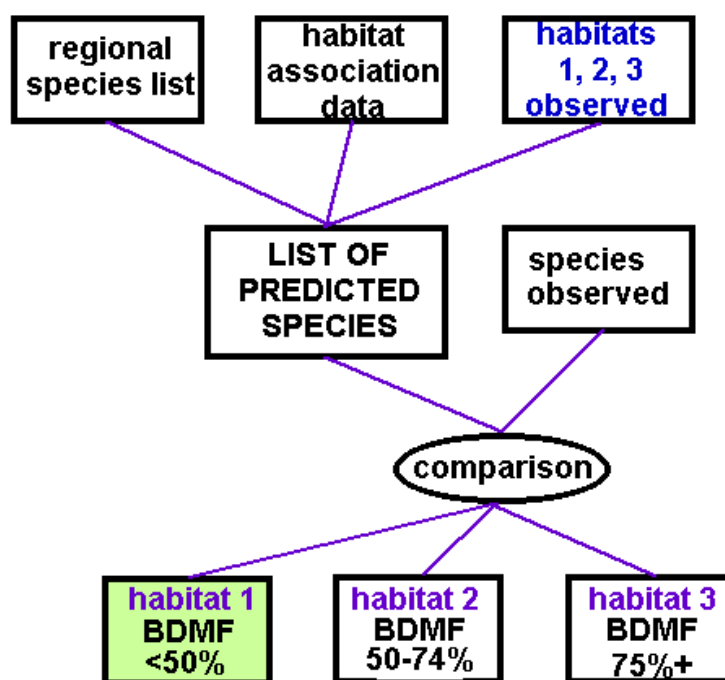 regional
species list
habitat
association
data
habitats
1, 2, 3
observed
LIST OF
PREDICTED
SPECIES
species
observed
comparison
habitat 1
BDMF
<50%
habitat 2
BDMF
50-74%
habitat 3
BDMF
75%+